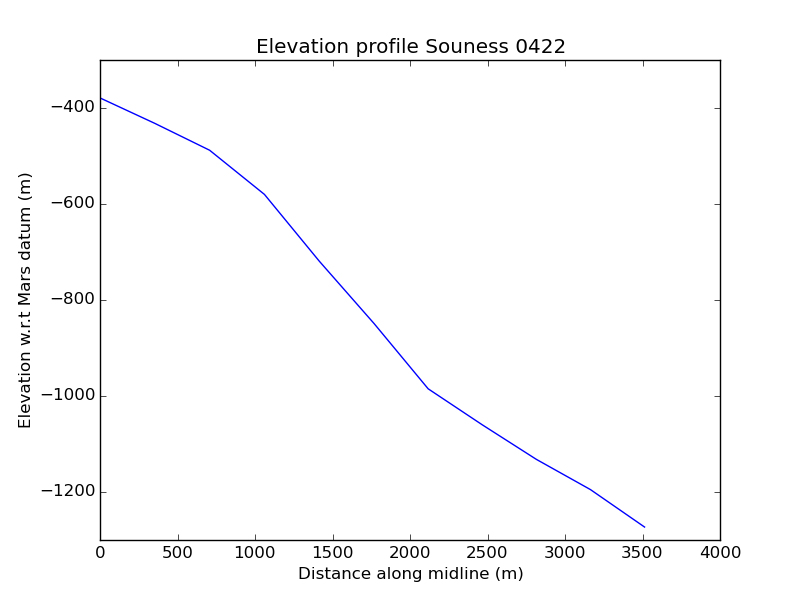 Elevation profile Souness 0422
Elevation w.r.t Mars datum (m)
−400
−600
−800
−1000
−1200
0 500 1000 1500 2000 2500 3000 3500 4000
Distance along midline (m)